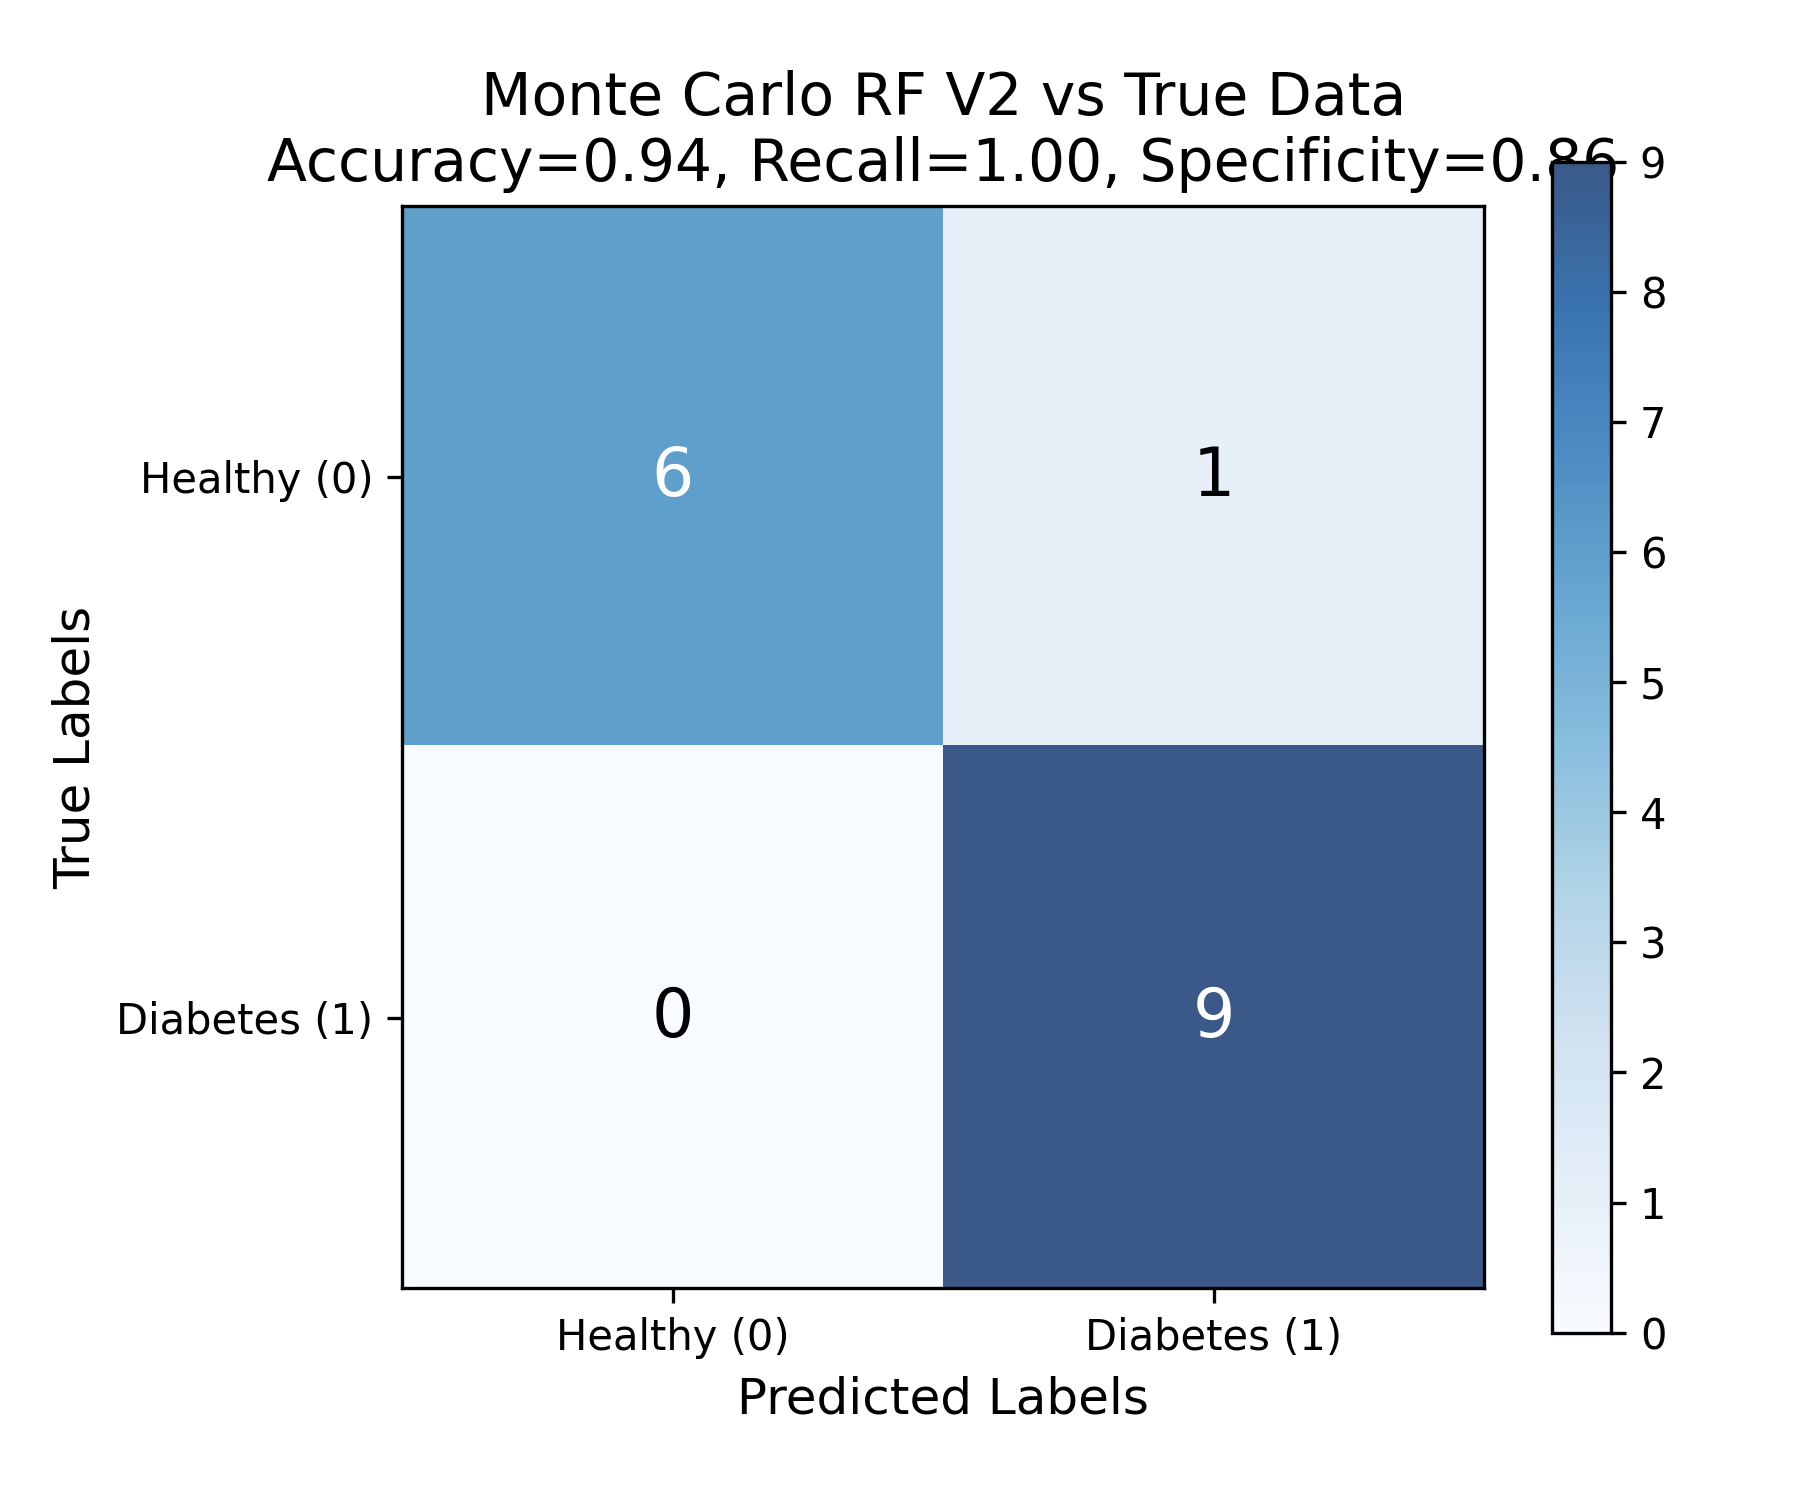 Monte Carlo RF V2 vs True Data
Accuracy=0.94, Recall=1.00, Specificity=0.86
9
8
7
6
5
4
3
2
1
0
True Labels
Healthy (0)
6
1
Diabetes (1)
0
9
Healthy (0)
Diabetes (1)
Predicted Labels